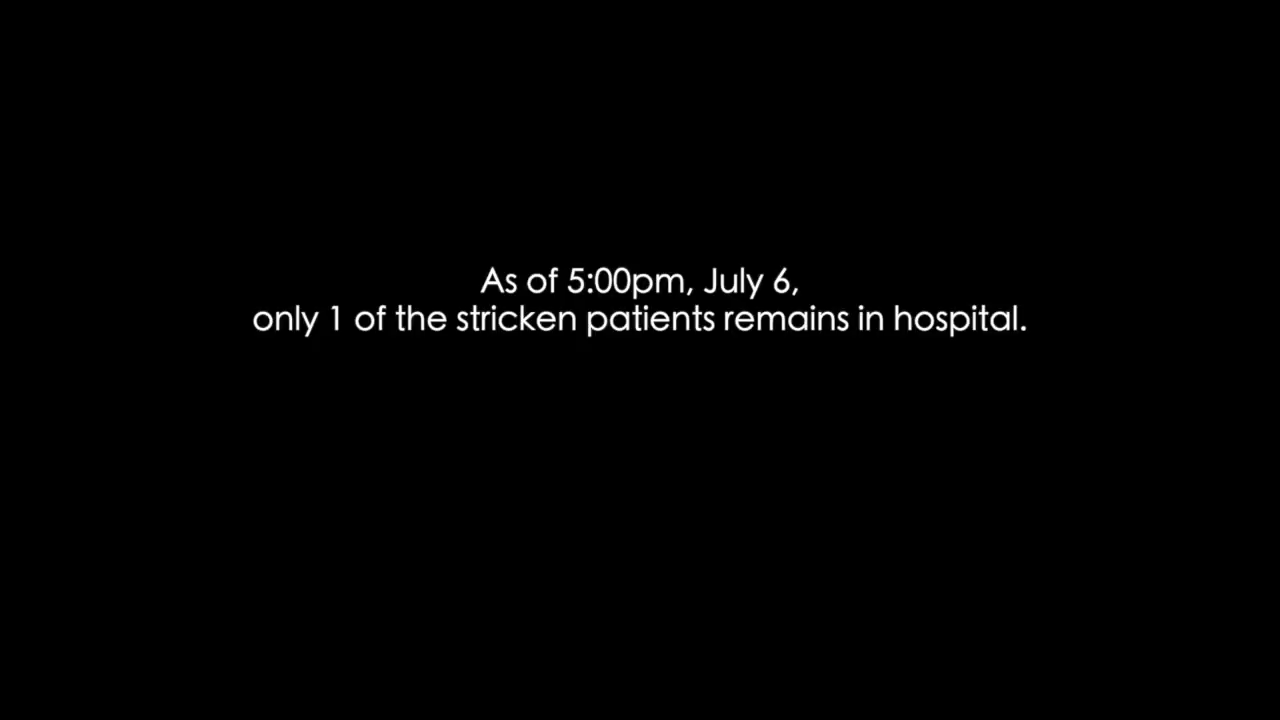 As of 5:00pm, July 6,
only 1 of the stricken patients remains in hospital.